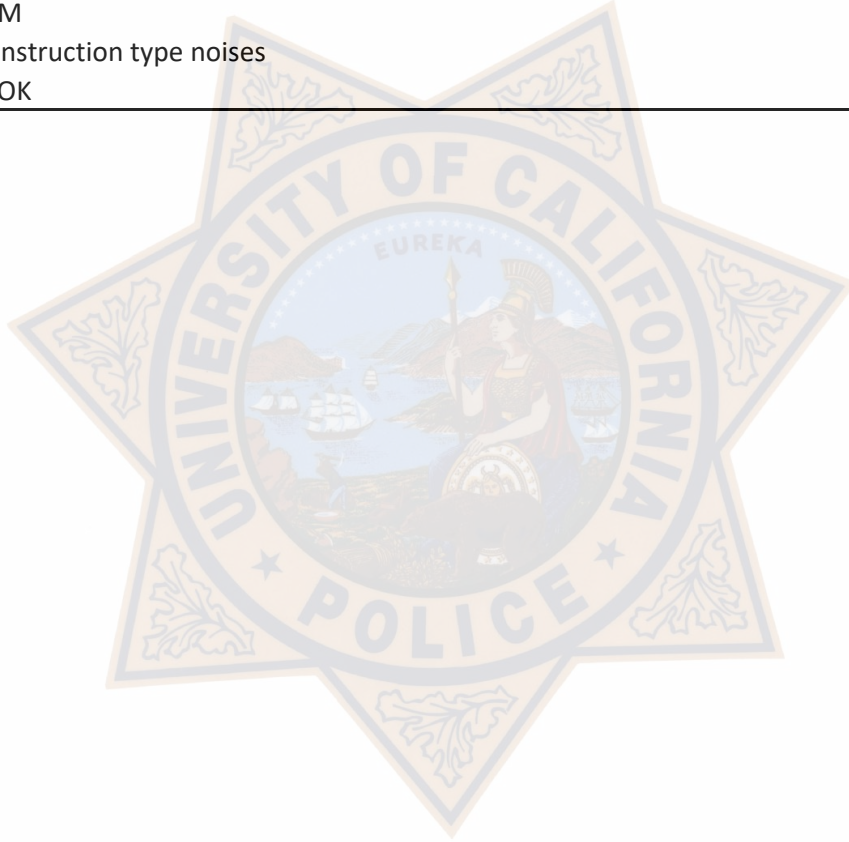 M
nstruction type noises
OK
UNIVERSITY OF CALIFORNIA
EUREKA
POLICE